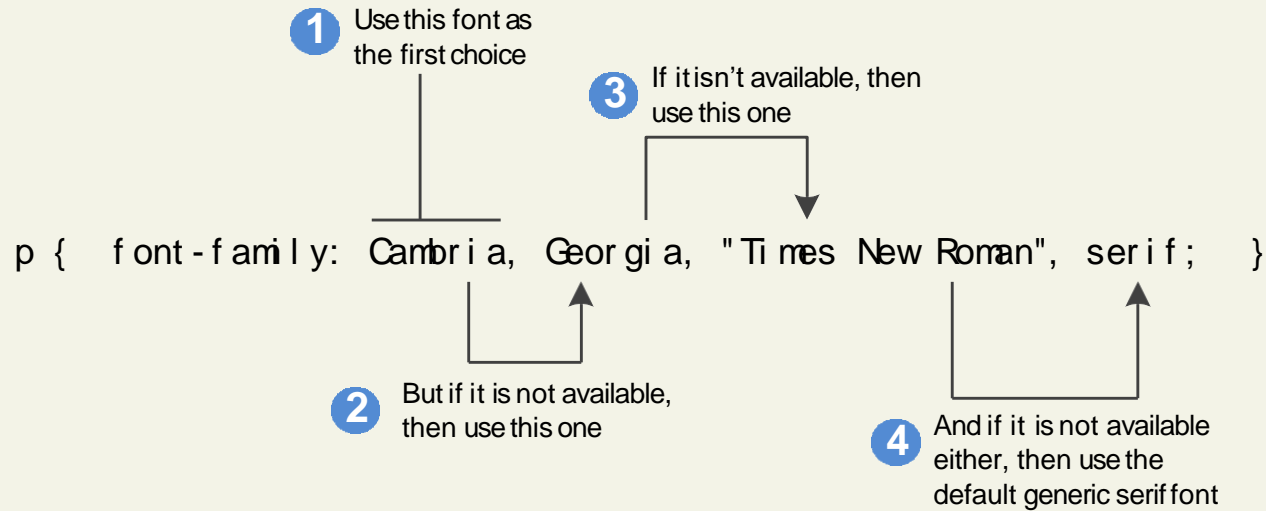 1 Use this font as
the first choice
3 If it isn't available, then
use this one
p { font-family: Cambria, Georgia, "Times New Roman", serif; }
2 But if it is not available,
then use this one
4 And if it is not available
either, then use the
default generic serif font